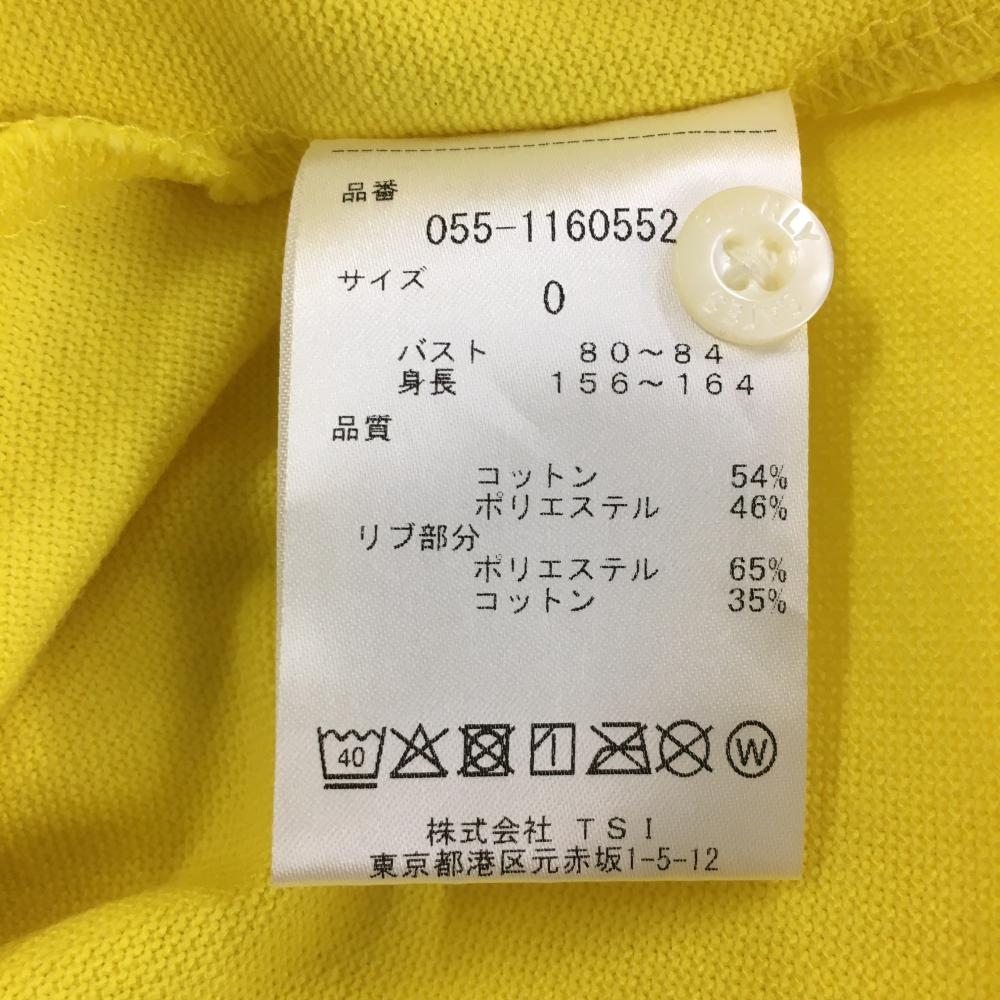 品番
055-1160552
サイズ
0
バスト 80～84
身長 156～164
品質
コットン 54%
ポリエステル 46%
リブ部分
ポリエステル 65%
コットン 35%
40
W
株式会社 TSI
東京都港区元赤坂1-5-12